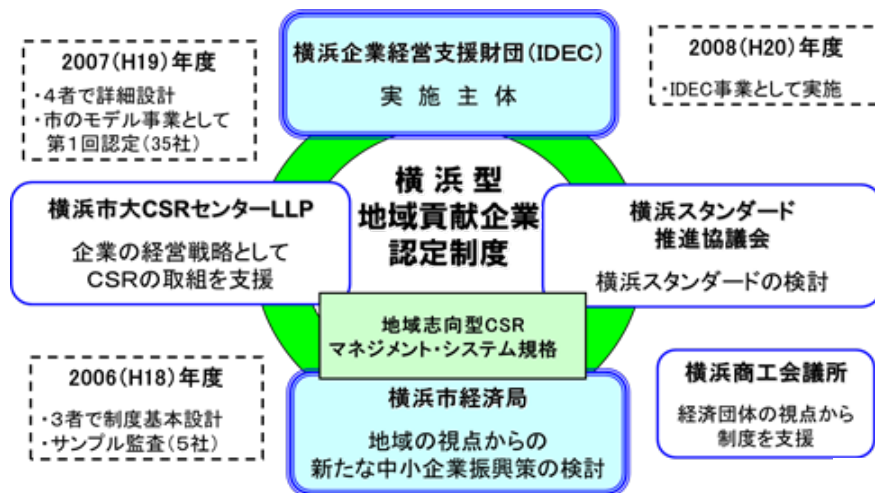 2007(H19)年度
・4者で詳細設計
・市のモデル事業として
第1回認定(35社)
横浜企業経営支援財団(IDEC)
実 施 主 体
2008(H20)年度
・IDEC事業として実施
横浜市大CSRセンターLLP
企業の経営戦略として
CSRの取組を支援
横 浜 型
地域貢献企業
認定制度
横浜スタンダード
推進協議会
横浜スタンダードの検討
地域志向型CSR
マネジメント・システム規格
2006(H18)年度
・3者で制度基本設計
・サンプル監査(5社)
横浜市経済局
地域の視点からの
新たな中小企業振興策の検討
横浜商工会議所
経済団体の視点から
制度を支援